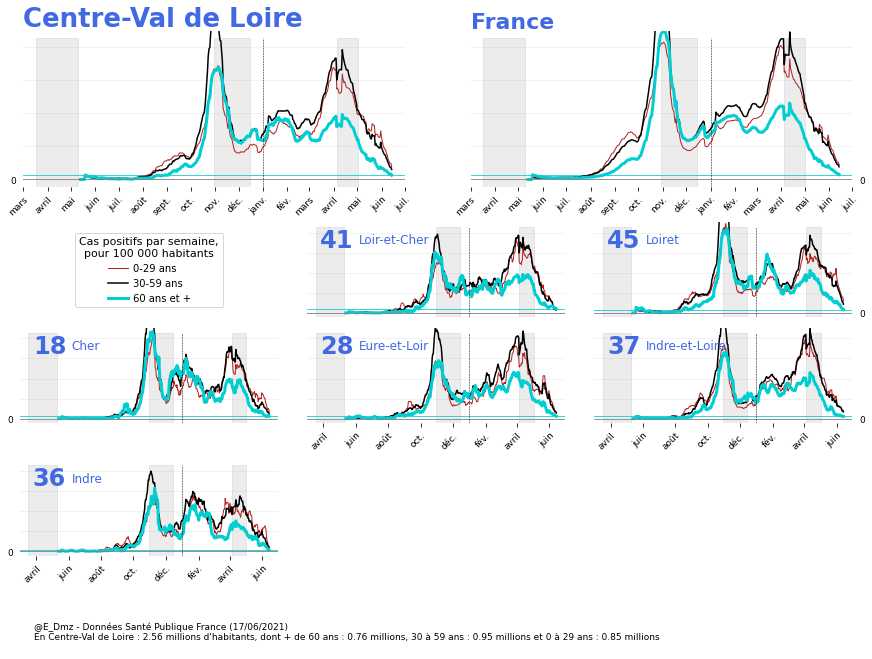 Centre-Val de Loire
France
0
mars avril mai juin juil. août sept. oct. nov. déc. janv. fév. mars avril mai juin juil.
mars avril mai juin juil. août sept. oct. nov. déc. janv. fév. mars avril mai juin juil.
0
Cas positifs par semaine,
pour 100 000 habitants
0-29 ans
30-59 ans
60 ans et +
41 Loir-et-Cher
45 Loiret
0
18 Cher
0
28 Eure-et-Loir
avril juin août oct. déc. fév. avril juin
37 Indre-et-Loire
avril juin août oct. déc. fév. avril juin
0
36 Indre
0
avril juin août oct. déc. fév. avril juin
@E_Dmz - Données Santé Publique France (17/06/2021)
En Centre-Val de Loire : 2.56 millions d'habitants, dont + de 60 ans : 0.76 millions, 30 à 59 ans : 0.95 millions et 0 à 29 ans : 0.85 millions